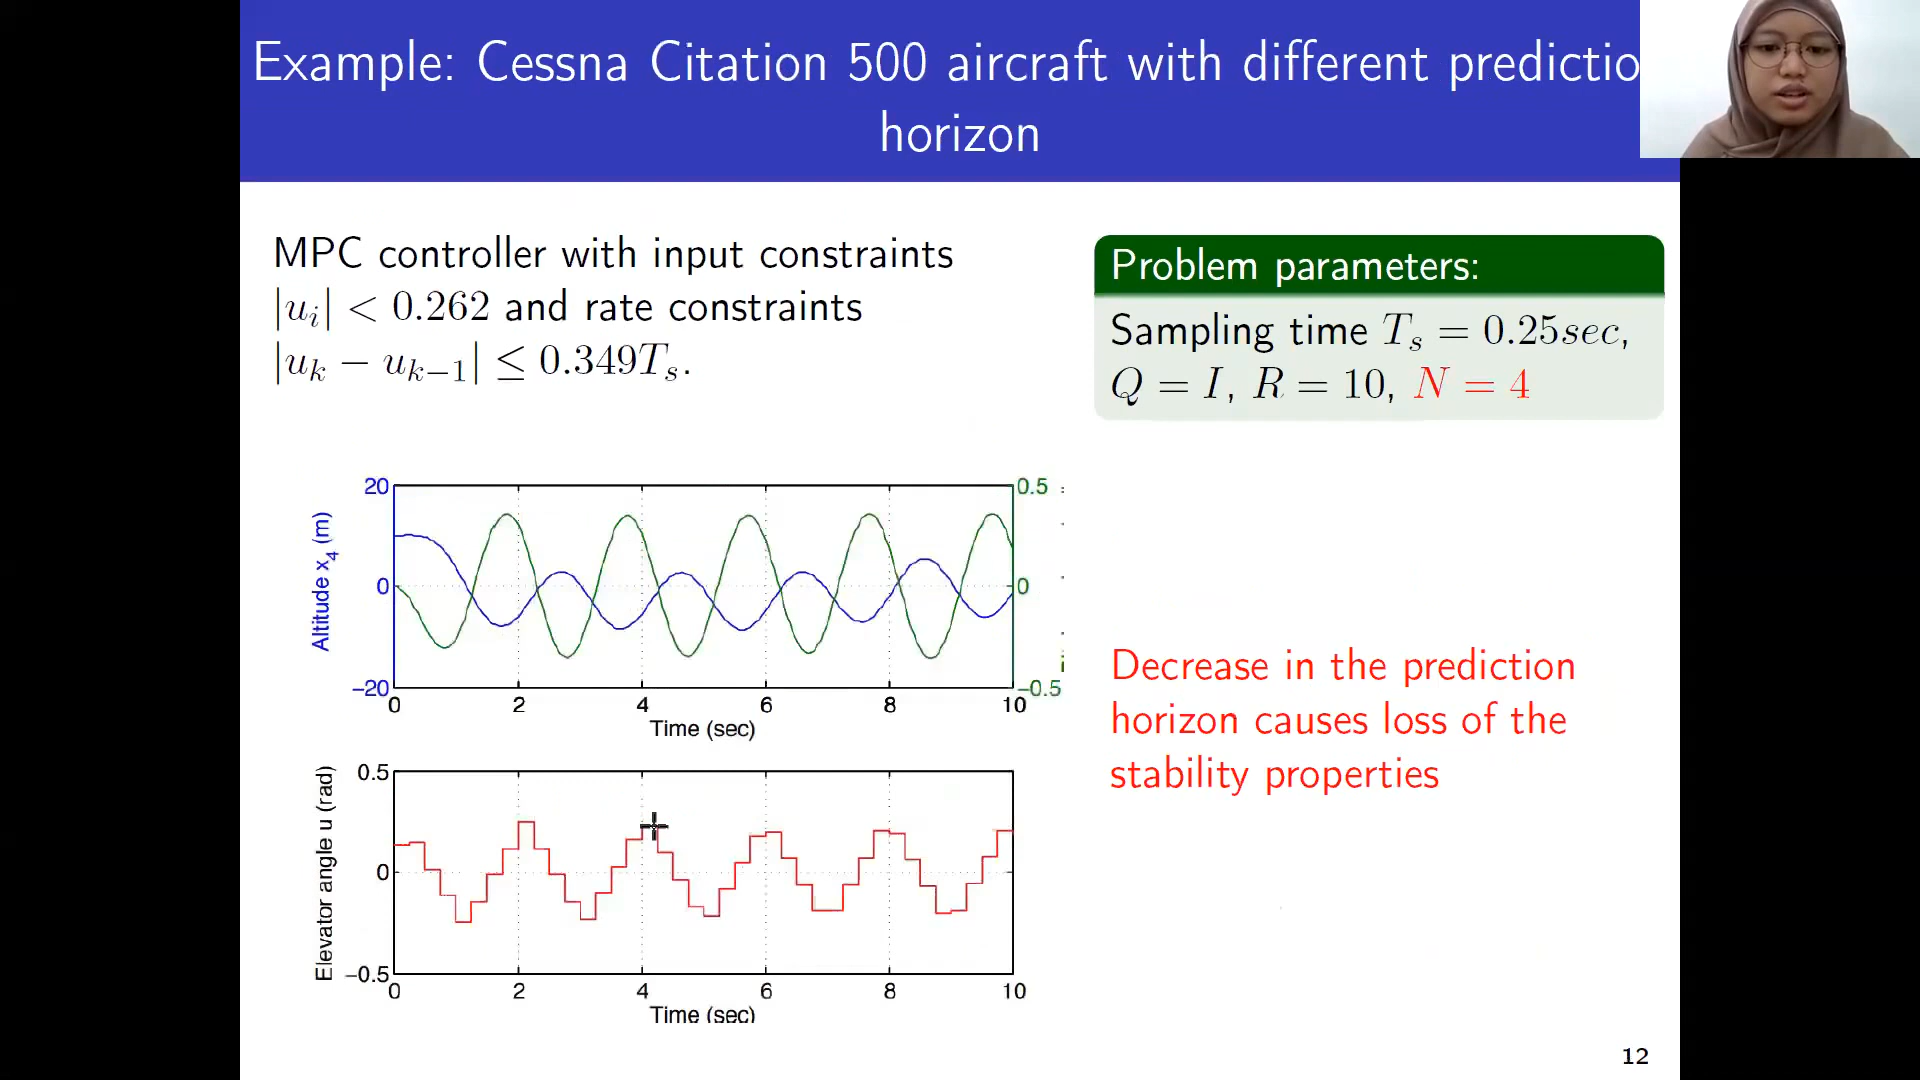 Example: Cessna Citation 500 aircraft with different predictio
horizon
MPC controller with input constraints
|u_i| < 0.262 and rate constraints
|u_k − u_{k−1}| ≤ 0.349T_s.
Problem parameters:
Sampling time T_s = 0.25sec,
Q = I, R = 10, N = 4
20
0
−20
Altitude x_4 (m)
0.5
0
−0.5
0 2 4 6 8 10
Time (sec)
Decrease in the prediction
horizon causes loss of the
stability properties
0.5
0
−0.5
Elevator angle u (rad)
0 2 4 6 8 10
Time (sec)
12